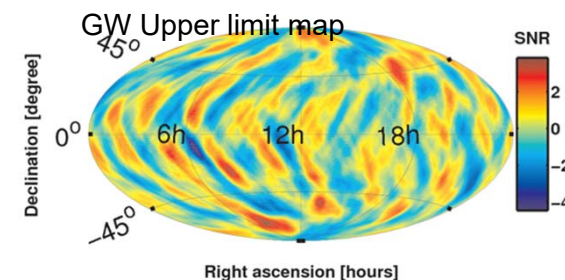 GW Upper limit map
SNR
45°
Declination [degree]
0°
6h
12h
18h
2
0
-2
-4
-45°
Right ascension [hours]